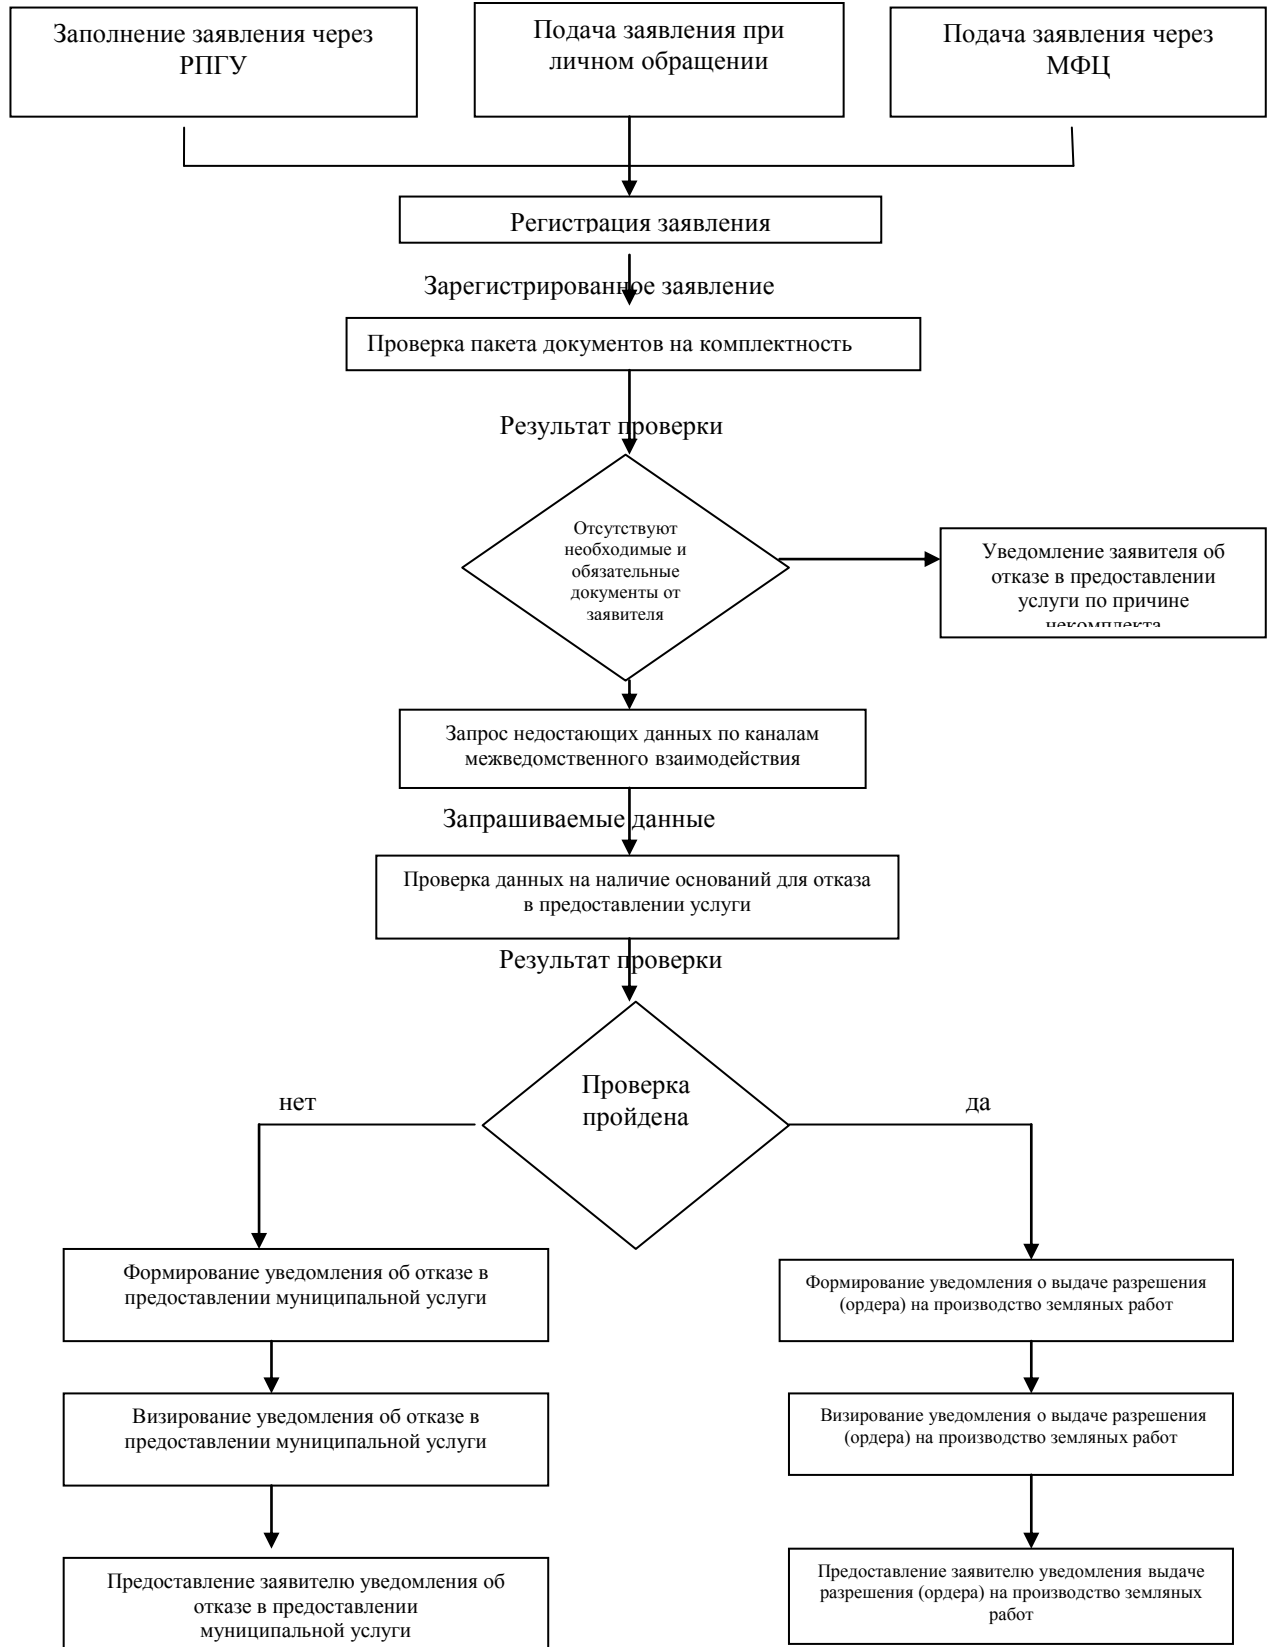 Заполнение заявления через
РПГУ
Подача заявления при
личном обращении
Подача заявления через
МФЦ
Регистрация заявления
Зарегистрированное заявление
Проверка пакета документов на комплектность
Результат проверки
Отсутствуют
необходимые и
обязательные
документы от
заявителя
Уведомление заявителя об
отказе в предоставлении
услуги по причине
некомплекта
Запрос недостающих данных по каналам
межведомственного взаимодействия
Запрашиваемые данные
Проверка данных на наличие оснований для отказа
в предоставлении услуги
Результат проверки
Проверка
пройдена
нет
да
Формирование уведомления об отказе в
предоставлении муниципальной услуги
Формирование уведомления о выдаче разрешения
(ордера) на производство земляных работ
Визирование уведомления об отказе в
предоставлении муниципальной услуги
Визирование уведомления о выдаче разрешения
(ордера) на производство земляных работ
Предоставление заявителю уведомления об
отказе в предоставлении
муниципальной услуги
Предоставление заявителю уведомления выдаче
разрешения (ордера) на производство земляных
работ